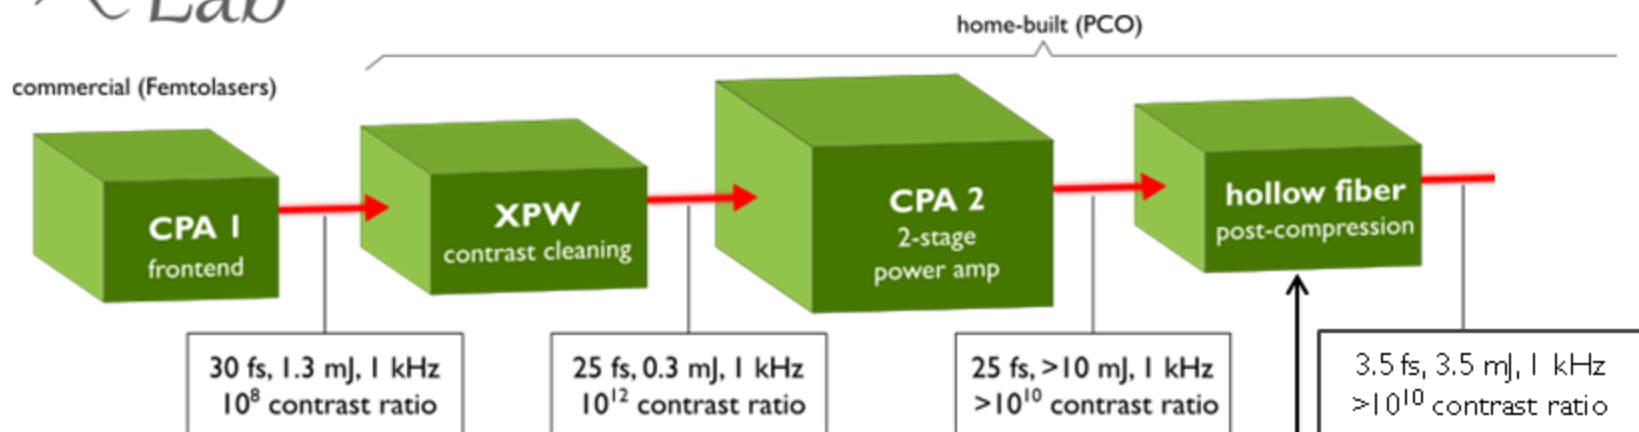 Lab
home-built (PCO)
commercial (Femtolasers)
CPA 1
frontend
XPW
contrast cleaning
CPA 2
2-stage
power amp
hollow fiber
post-compression
30 fs, 1.3 mJ, 1 kHz
10⁸ contrast ratio
25 fs, 0.3 mJ, 1 kHz
10¹² contrast ratio
25 fs, >10 mJ, 1 kHz
>10¹⁰ contrast ratio
3.5 fs, 3.5 mJ, 1 kHz
>10¹⁰ contrast ratio